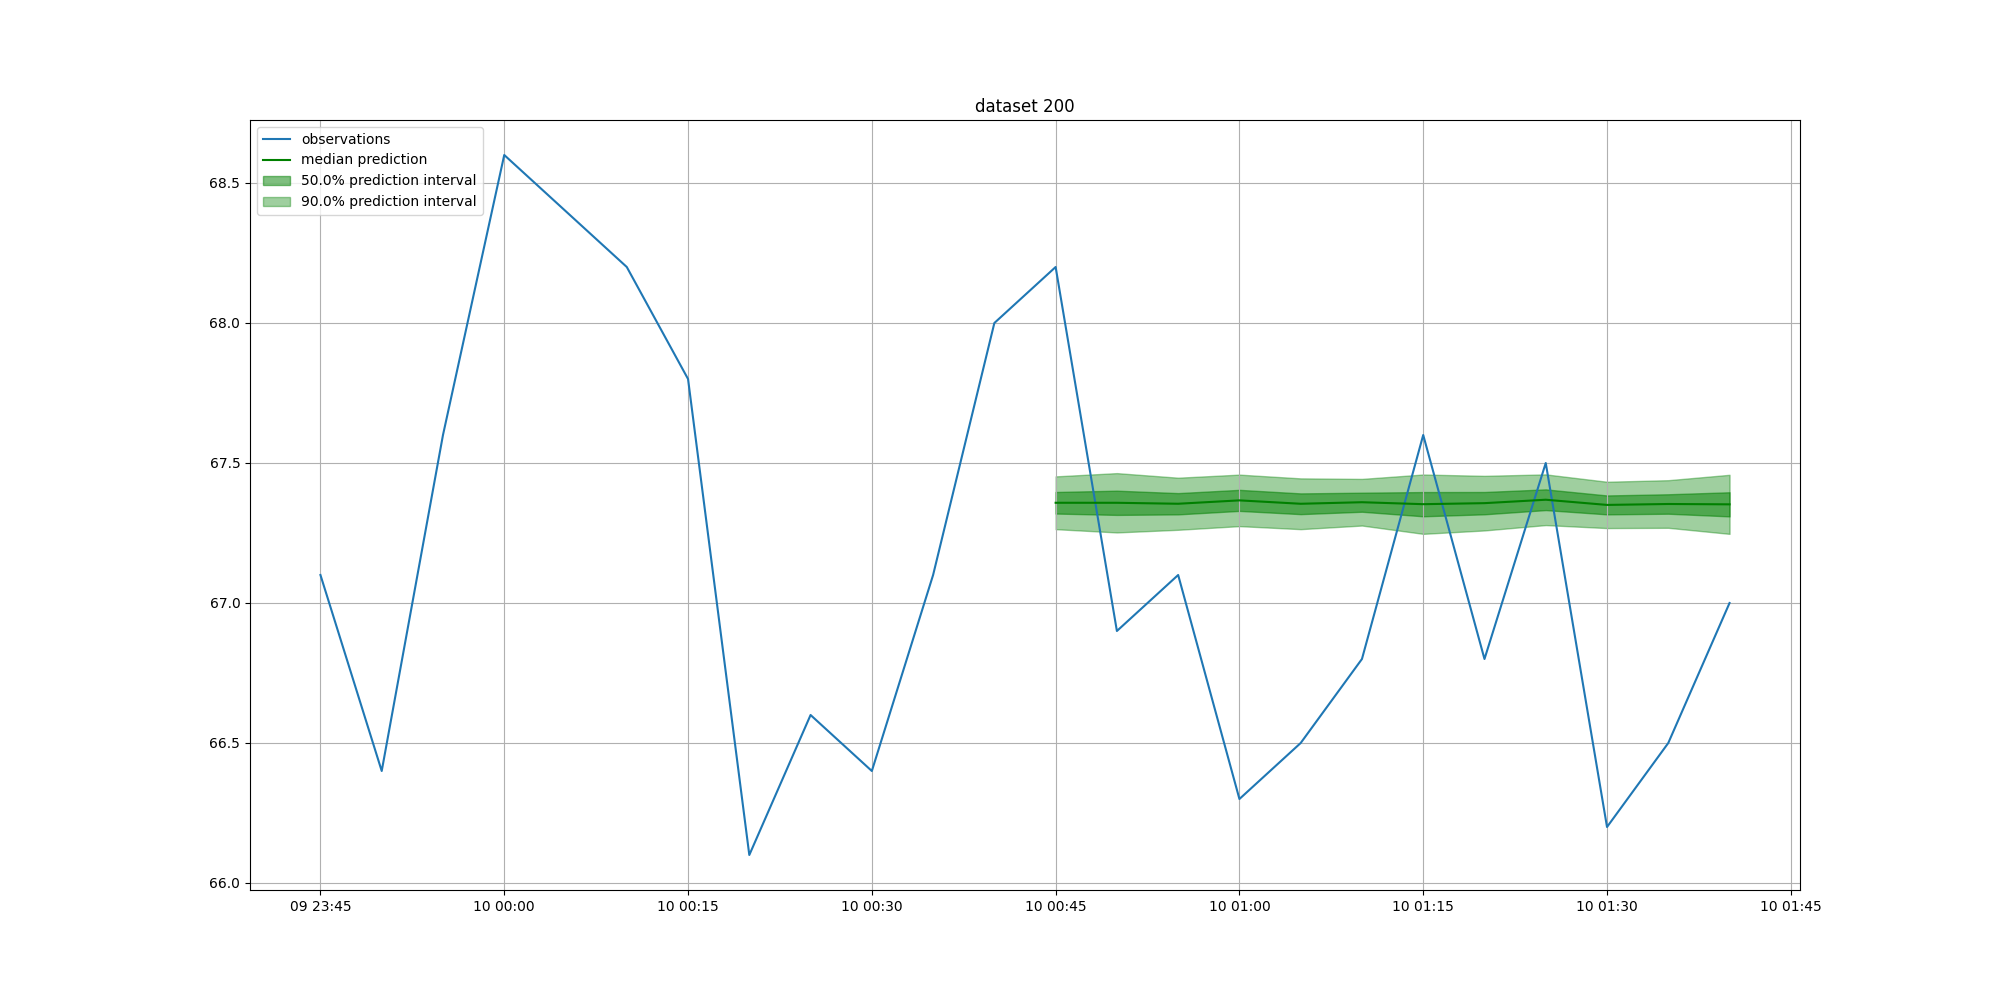 dataset 200
observations
median prediction
50.0% prediction interval
90.0% prediction interval
68.5
68.0
67.5
67.0
66.5
66.0
09 23:45 10 00:00 10 00:15 10 00:30 10 00:45 10 01:00 10 01:15 10 01:30 10 01:45